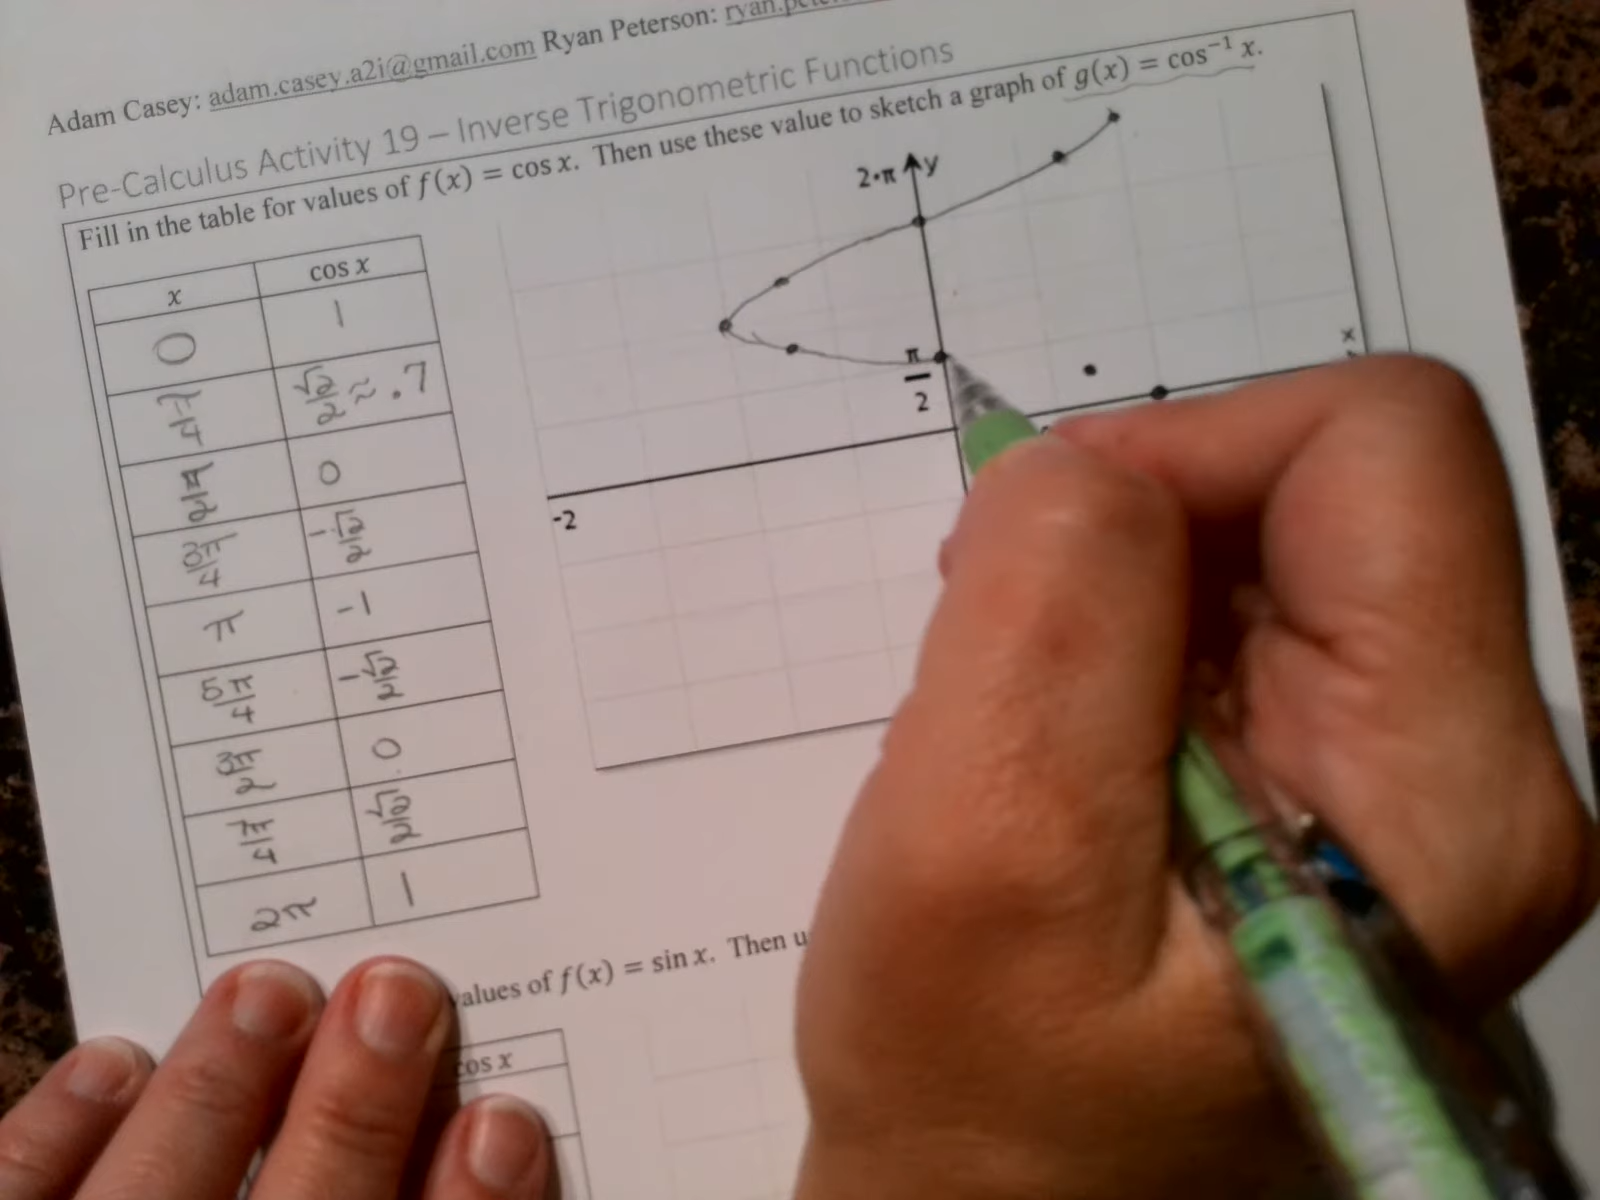 Adam Casey: adam.casey.a2i@gmail.com Ryan Peterson:
Pre-Calculus Activity 19 – Inverse Trigonometric Functions
Fill in the table for values of f(x) = cos x. Then use these value to sketch a graph of g(x) = cos⁻¹ x.
x cos x
0 1
π/4 √2/2 ≈ .7
π/2 0
3π/4 -√2/2
π -1
5π/4 -√2/2
3π/2 0
7π/4 √2/2
2π 1
2•π y
π/2
x
-2
values of f(x) = sin x. Then
cos x